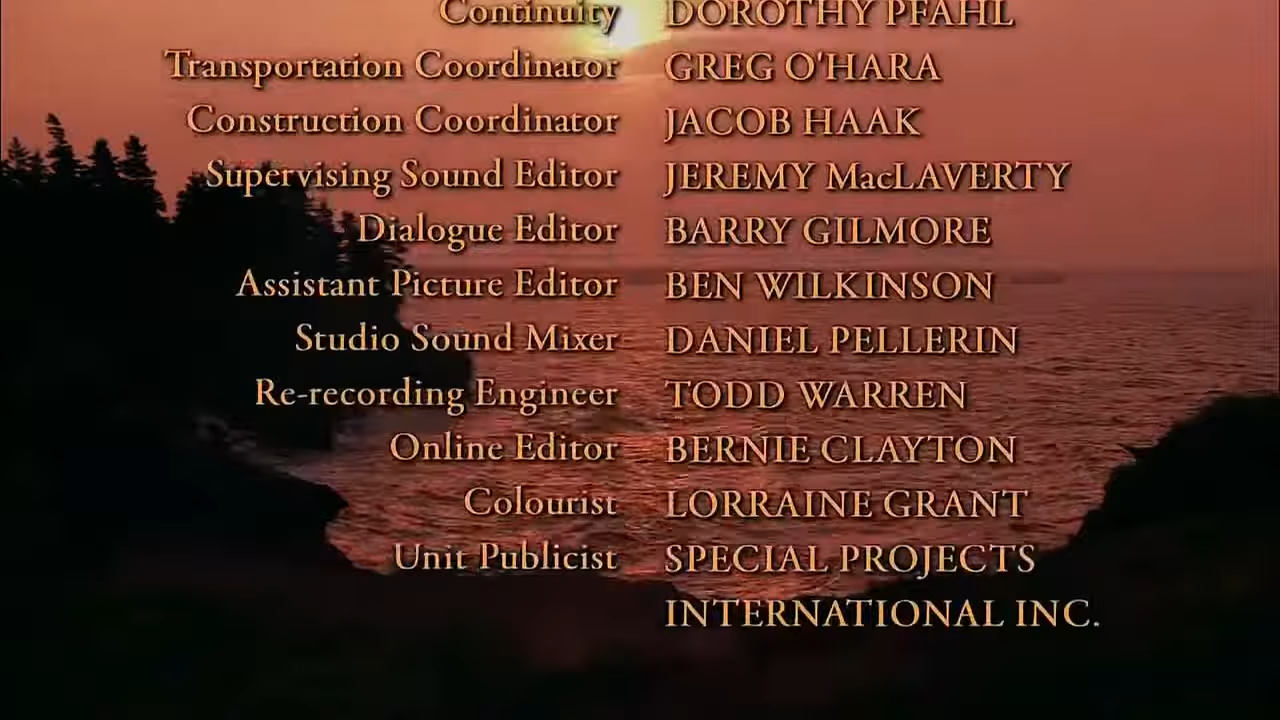 Continuity DOROTHY PFAHL
Transportation Coordinator GREG O'HARA
Construction Coordinator JACOB HAAK
Supervising Sound Editor JEREMY MacLAVERTY
Dialogue Editor BARRY GILMORE
Assistant Picture Editor BEN WILKINSON
Studio Sound Mixer DANIEL PELLERIN
Re-recording Engineer TODD WARREN
Online Editor BERNIE CLAYTON
Colourist LORRAINE GRANT
Unit Publicist SPECIAL PROJECTS
INTERNATIONAL INC.